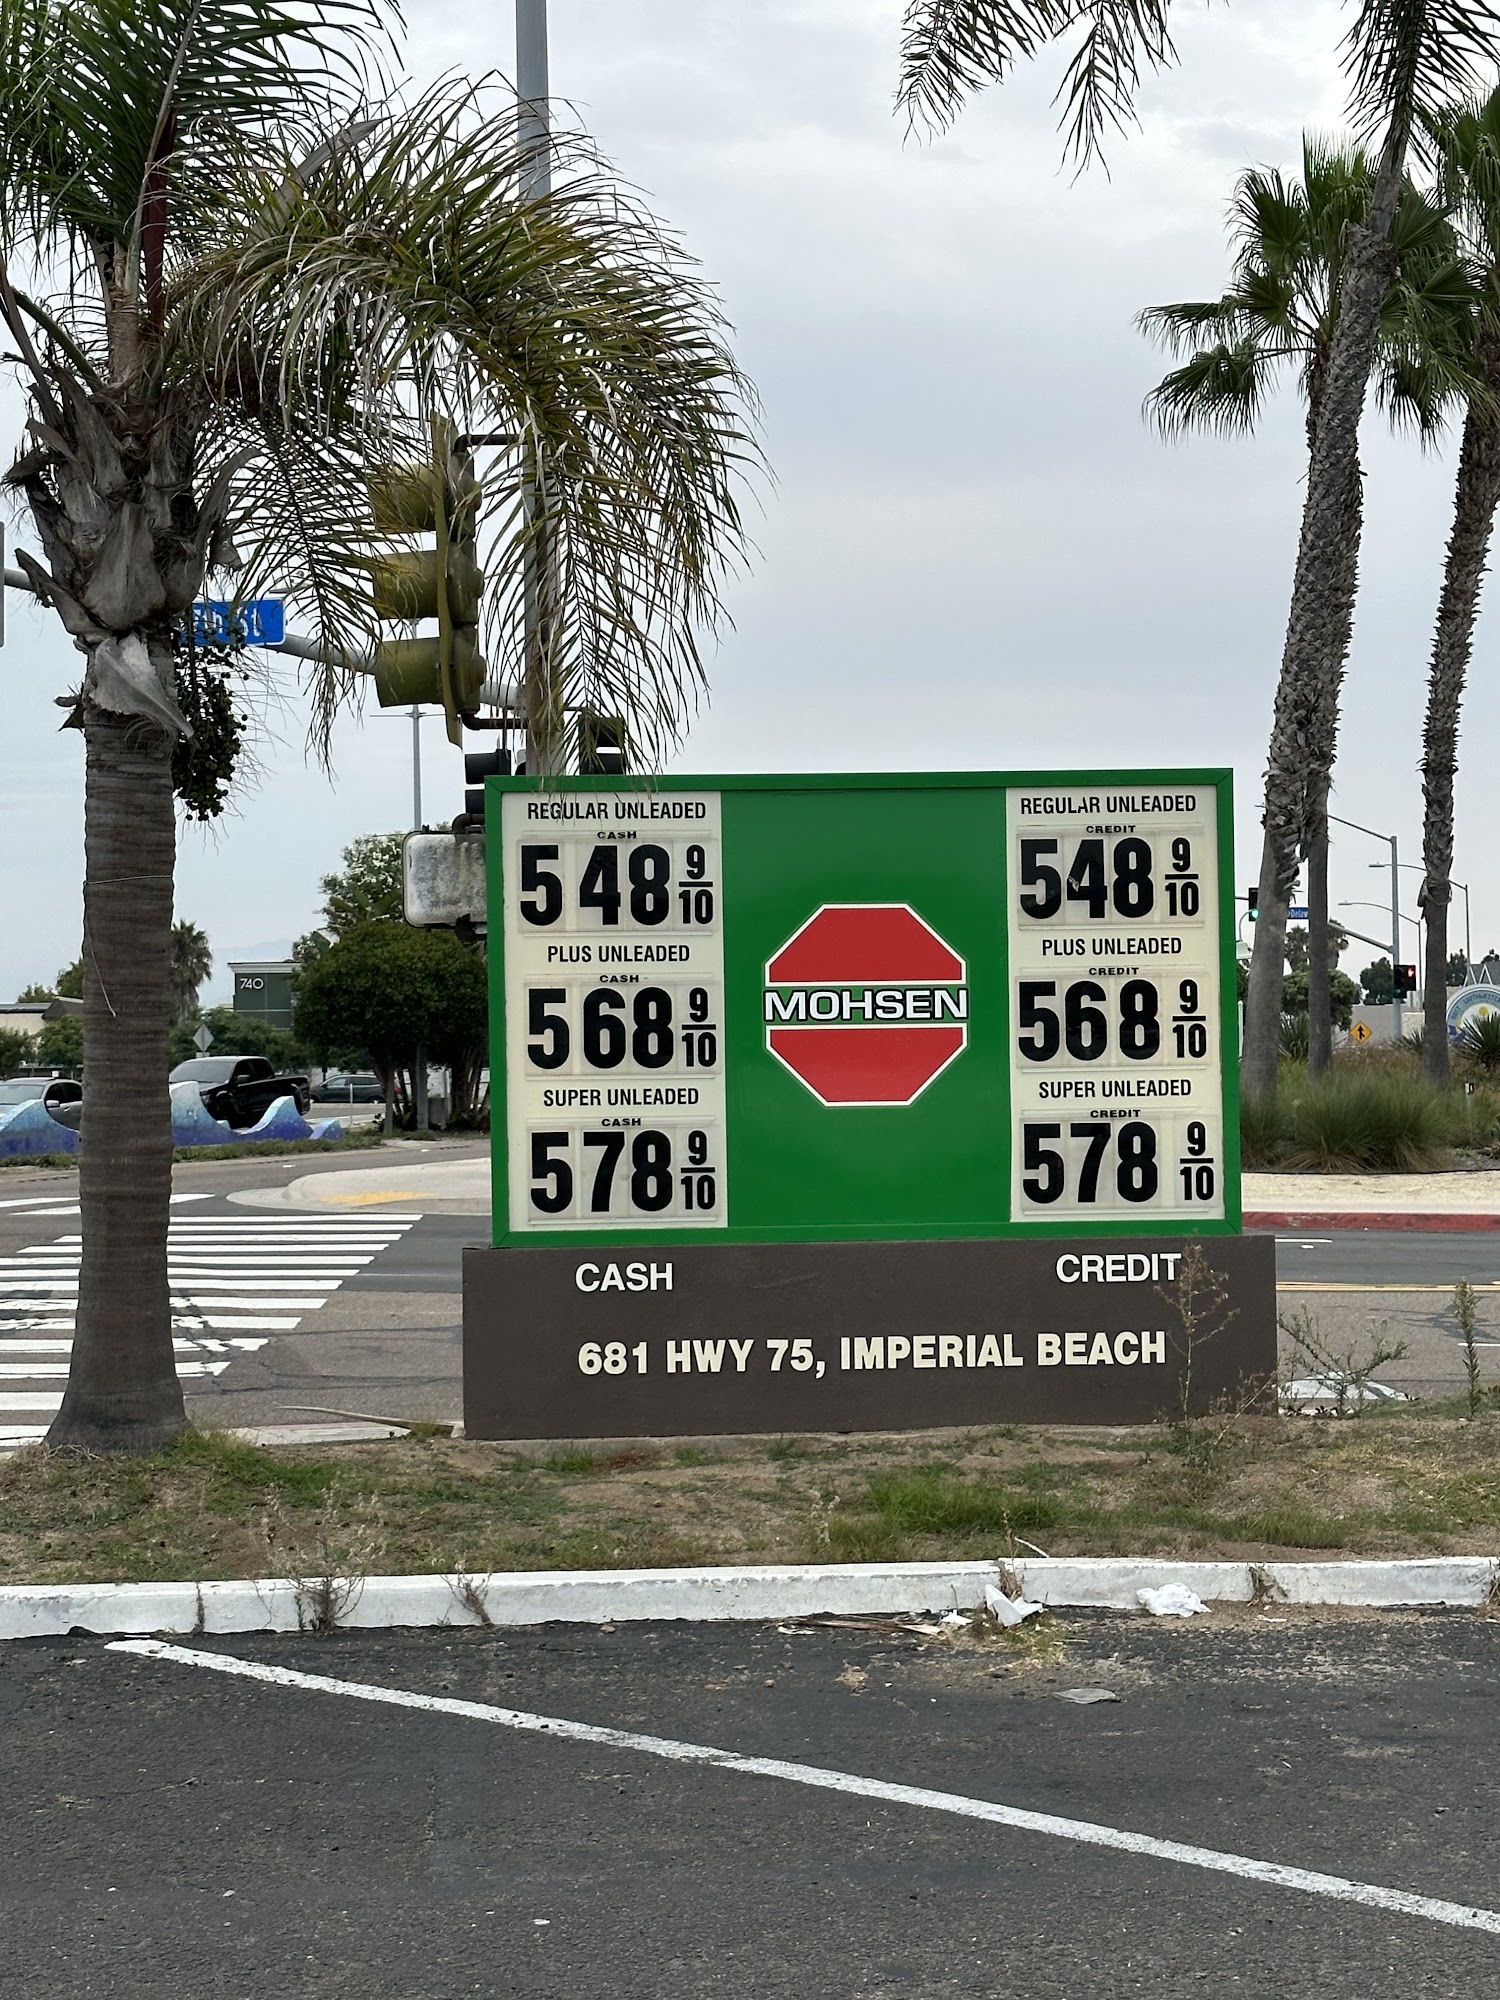 REGULAR UNLEADED
CASH
548 9/10
PLUS UNLEADED
CASH
568 9/10
SUPER UNLEADED
CASH
578 9/10
MOHSEN
REGULAR UNLEADED
CREDIT
548 9/10
PLUS UNLEADED
CREDIT
568 9/10
SUPER UNLEADED
CREDIT
578 9/10
CASH
CREDIT
681 HWY 75, IMPERIAL BEACH
740